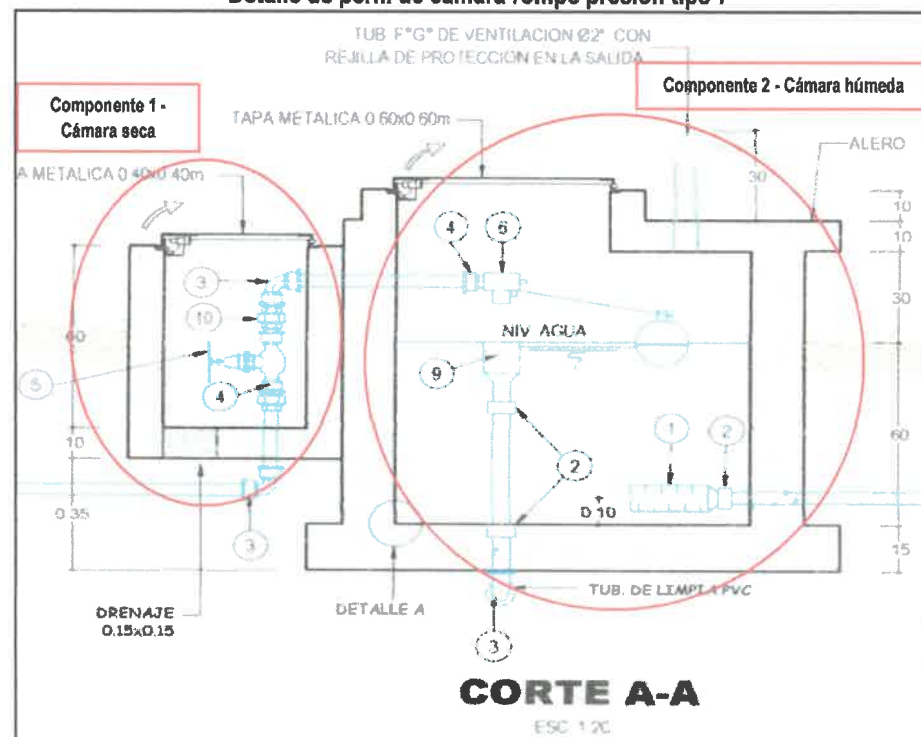 Detalle de perfil de cámara rompe presión tipo 7
TUB. F°G° DE VENTILACION Ø2" CON
REJILLA DE PROTECCIÓN EN LA SALIDA
Componente 1 -
Cámara seca
Componente 2 - Cámara húmeda
TAPA METALICA 0.60x0.60m
ALERO
A METALICA 0.40x0.40m
30
10
10
4
6
3
30
10
60
NIV. AGUA
9
5
4
1
2
60
2
10
0.35
0.10
3
15
DRENAJE
0.15x0.15
DETALLE A
TUB. DE LIMPIA PVC
3
CORTE A-A
ESC. 1:20